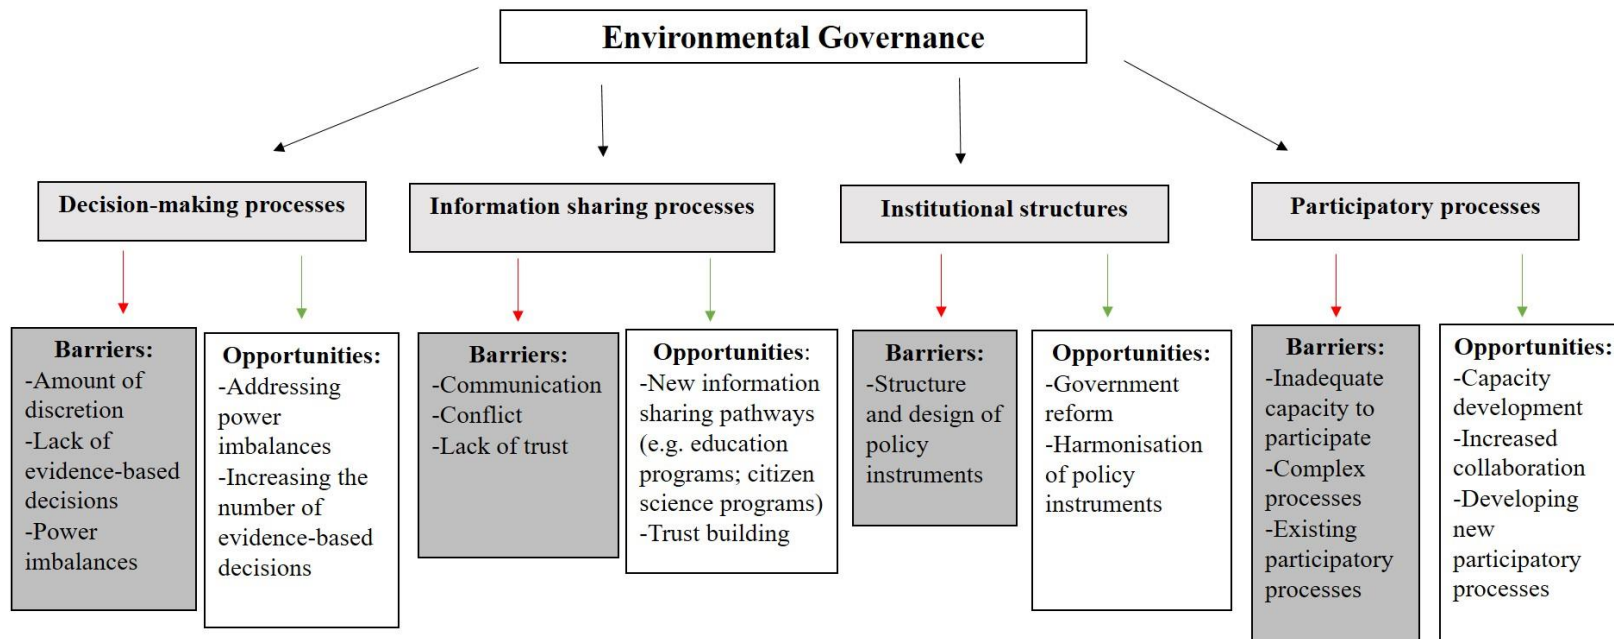 Environmental Governance
Decision-making processes
Information sharing processes
Institutional structures
Participatory processes
Barriers:
-Amount of
discretion
-Lack of
evidence-based
decisions
-Power
imbalances
Opportunities:
-Addressing
power
imbalances
-Increasing the
number of
evidence-based
decisions
Barriers:
-Communication
-Conflict
-Lack of trust
Opportunities:
-New information
sharing pathways
(e.g. education
programs; citizen
science programs)
-Trust building
Barriers:
-Structure
and design of
policy
instruments
Opportunities:
-Government
reform
-Harmonisation
of policy
instruments
Barriers:
-Inadequate
capacity to
participate
-Complex
processes
-Existing
participatory
processes
Opportunities:
-Capacity
development
-Increased
collaboration
-Developing
new
participatory
processes